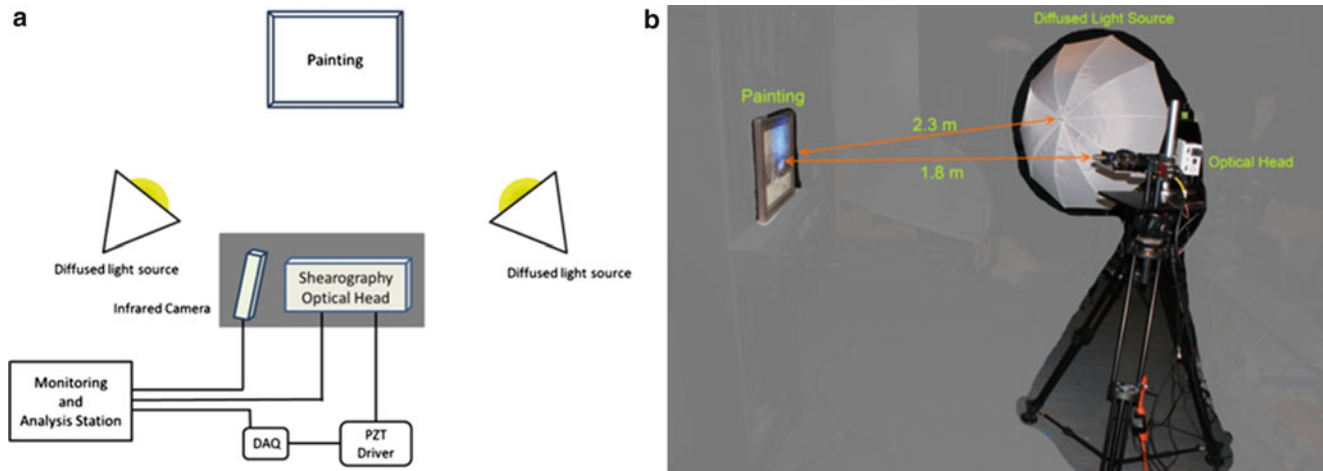 a
Painting
Diffused light source
Diffused light source
Infrared Camera
Shearography
Optical Head
Monitoring
and
Analysis Station
DAQ
PZT
Driver
b
Diffused Light Source
Painting
2.3 m
1.8 m
Optical Head